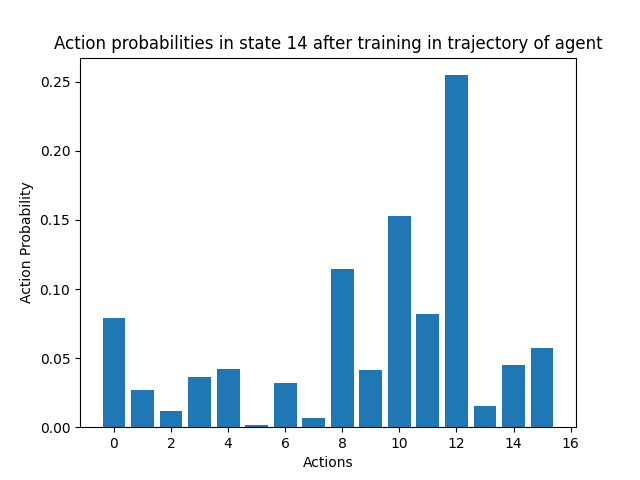 Action probabilities in state 14 after training in trajectory of agent
0.25
0.20
0.15
0.10
0.05
0.00
Action Probability
0 2 4 6 8 10 12 14 16
Actions